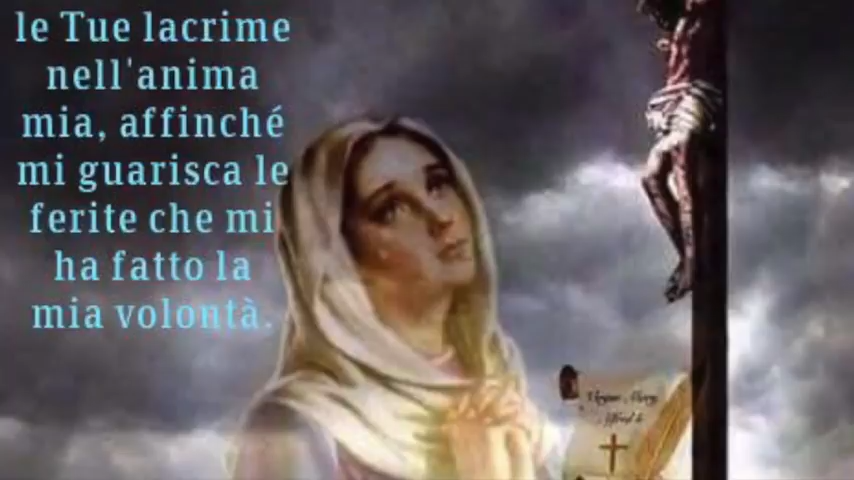 le Tue lacrime
nell'anima
mia, affinché
mi guarisca le
ferite che mi
ha fatto la
mia volontà.